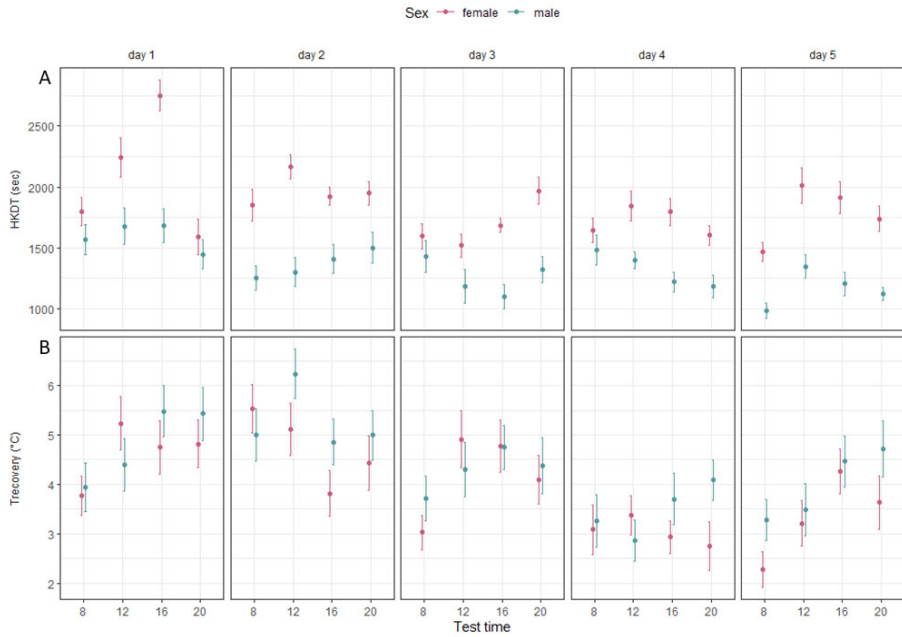 Sex female male
day 1 day 2 day 3 day 4 day 5
A
HKDT (sec)
2500
2000
1500
1000
B
Trecovery (°C)
6
5
4
3
2
8 12 16 20 8 12 16 20 8 12 16 20 8 12 16 20 8 12 16 20
Test time